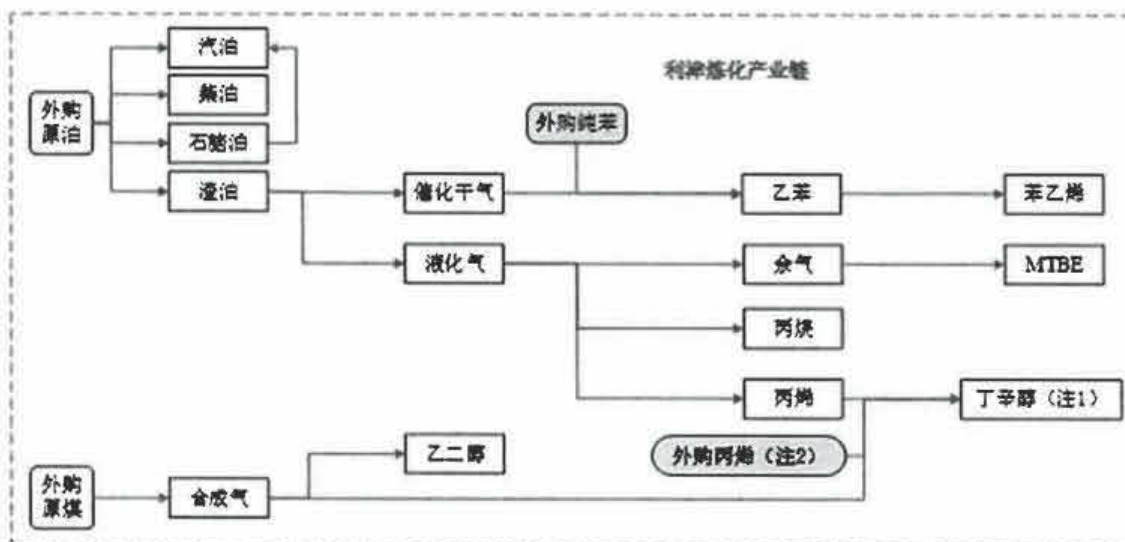 利津炼化产业链
汽油
柴油
外购
原油
石脑油
外购纯苯
渣油
催化干气
乙苯
苯乙烯
液化气
余气
MTBE
丙烷
丙烯
丁辛醇（注1）
乙二醇
外购丙烯（注2）
外购
原煤
合成气